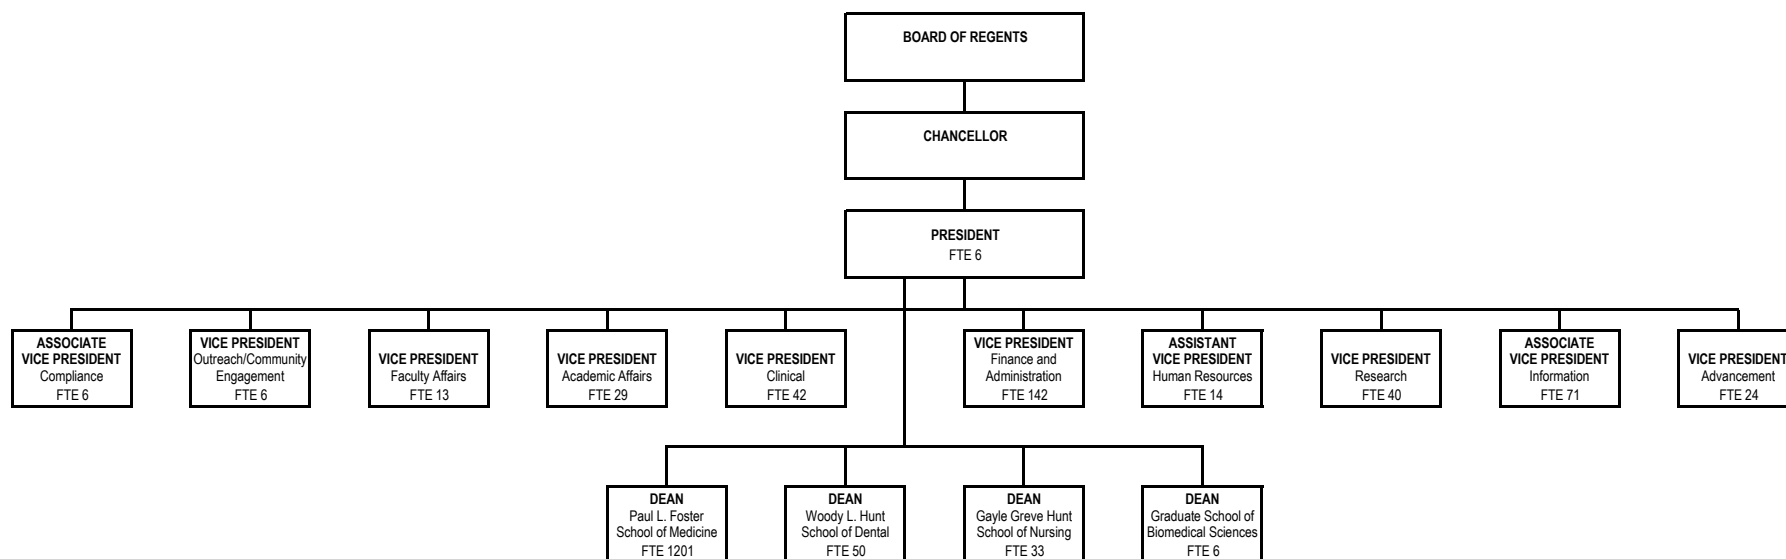 BOARD OF REGENTS
CHANCELLOR
PRESIDENT
FTE 6
ASSOCIATE
VICE PRESIDENT
Compliance
FTE 6
VICE PRESIDENT
Outreach/Community
Engagement
FTE 6
VICE PRESIDENT
Faculty Affairs
FTE 13
VICE PRESIDENT
Academic Affairs
FTE 29
VICE PRESIDENT
Clinical
FTE 42
VICE PRESIDENT
Finance and
Administration
FTE 142
ASSISTANT
VICE PRESIDENT
Human Resources
FTE 14
VICE PRESIDENT
Research
FTE 40
ASSOCIATE
VICE PRESIDENT
Information
FTE 71
VICE PRESIDENT
Advancement
FTE 24
DEAN
Paul L. Foster
School of Medicine
FTE 1201
DEAN
Woody L. Hunt
School of Dental
FTE 50
DEAN
Gayle Greve Hunt
School of Nursing
FTE 33
DEAN
Graduate School of
Biomedical Sciences
FTE 6